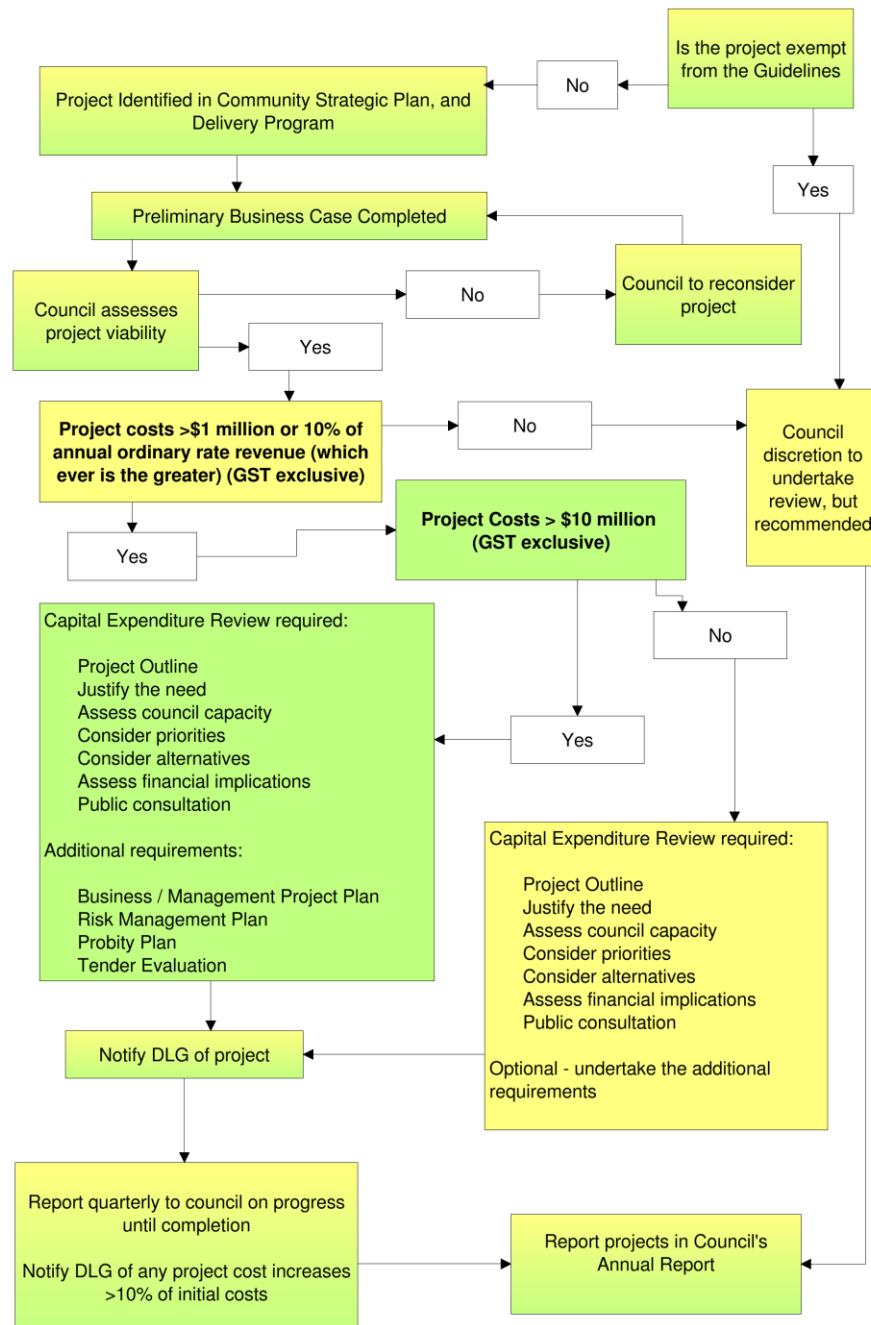 Is the project exempt
from the Guidelines
No
Project Identified in Community Strategic Plan, and
Delivery Program
Yes
Preliminary Business Case Completed
Council assesses
project viability
No
Council to reconsider
project
Yes
Project costs >$1 million or 10% of
annual ordinary rate revenue (which
ever is the greater) (GST exclusive)
No
Council
discretion to
undertake
review, but
recommended
Yes
Project Costs > $10 million
(GST exclusive)
No
Yes
Capital Expenditure Review required:
Project Outline
Justify the need
Assess council capacity
Consider priorities
Consider alternatives
Assess financial implications
Public consultation
Additional requirements:
Business / Management Project Plan
Risk Management Plan
Probity Plan
Tender Evaluation
Capital Expenditure Review required:
Project Outline
Justify the need
Assess council capacity
Consider priorities
Consider alternatives
Assess financial implications
Public consultation
Optional - undertake the additional
requirements
Notify DLG of project
Report quarterly to council on progress
until completion
Notify DLG of any project cost increases
>10% of initial costs
Report projects in Council's
Annual Report